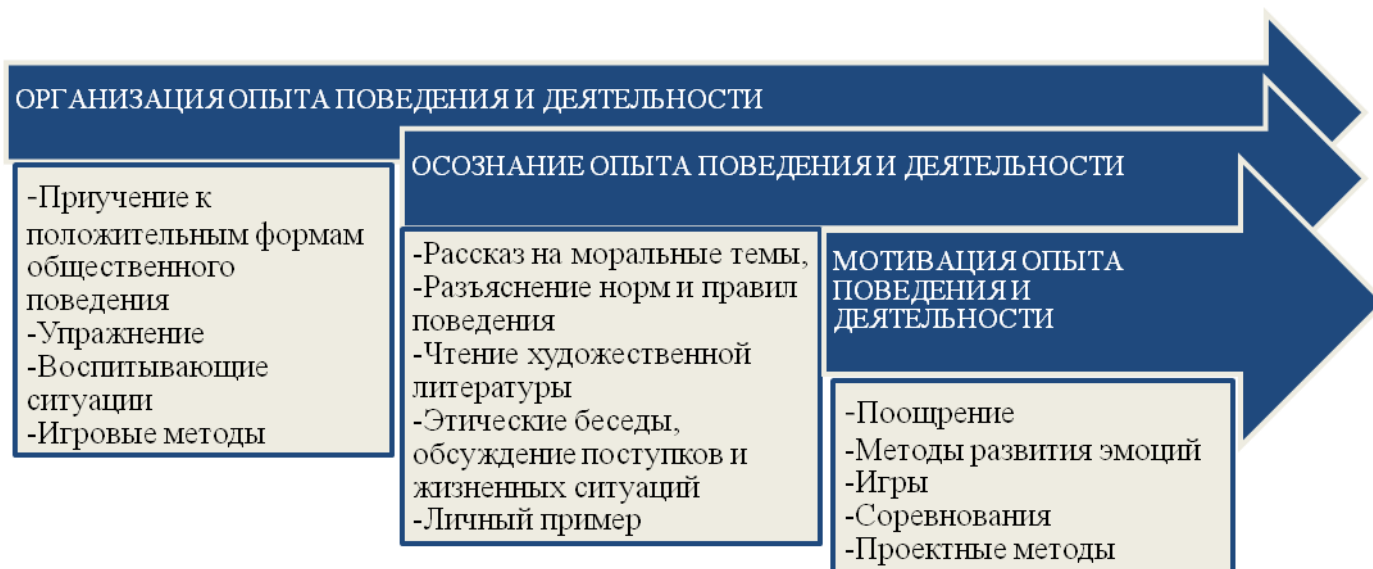 ОРГАНИЗАЦИЯ ОПЫТА ПОВЕДЕНИЯ И ДЕЯТЕЛЬНОСТИ
-Приучение к
положительным формам
общественного
поведения
-Упражнение
-Воспитывающие
ситуации
-Игровые методы
ОСОЗНАНИЕ ОПЫТА ПОВЕДЕНИЯ И ДЕЯТЕЛЬНОСТИ
-Рассказ на моральные темы,
-Разъяснение норм и правил
поведения
-Чтение художественной
литературы
-Этические беседы,
обсуждение поступков и
жизненных ситуаций
-Личный пример
МОТИВАЦИЯ ОПЫТА
ПОВЕДЕНИЯ И
ДЕЯТЕЛЬНОСТИ
-Поощрение
-Методы развития эмоций
-Игры
-Соревнования
-Проектные методы